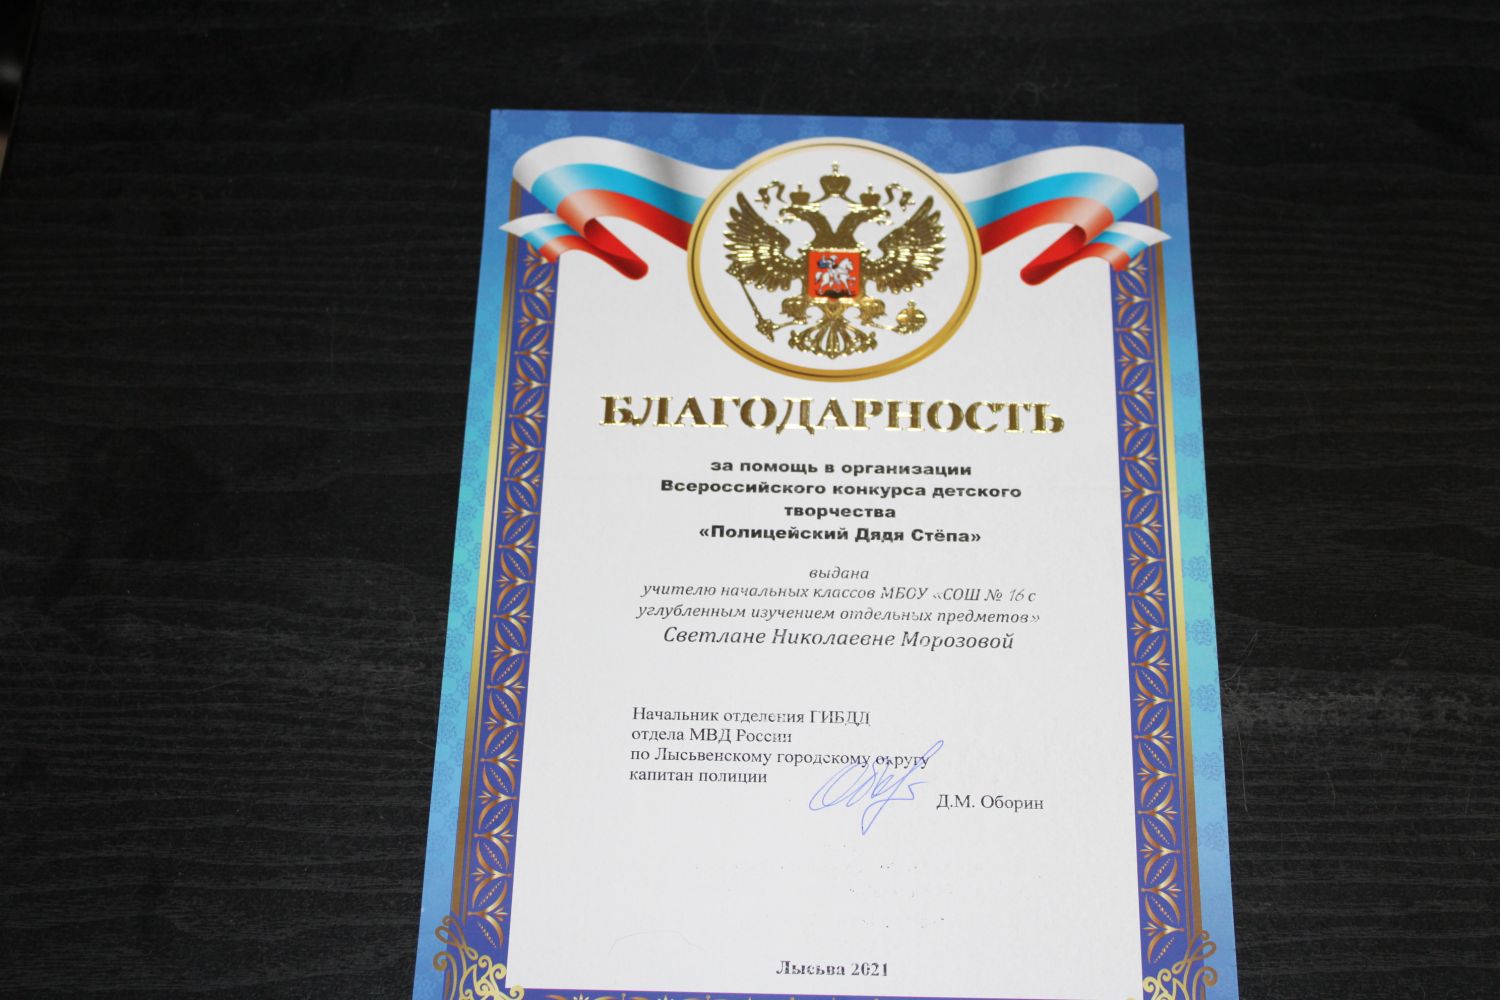 БЛАГОДАРНОСТЬ
за помощь в организации
Всероссийского конкурса детского
творчества
«Полицейский Дядя Стёпа»
выдана
учителю начальных классов МБОУ «СОШ № 16 с
углубленным изучением отдельных предметов»
Светлане Николаевне Морозовой
Начальник отделения ГИБДД
отдела МВД России
по Лысьвенскому городскому округу
капитан полиции
Д.М. Оборин
Лысьва 2021